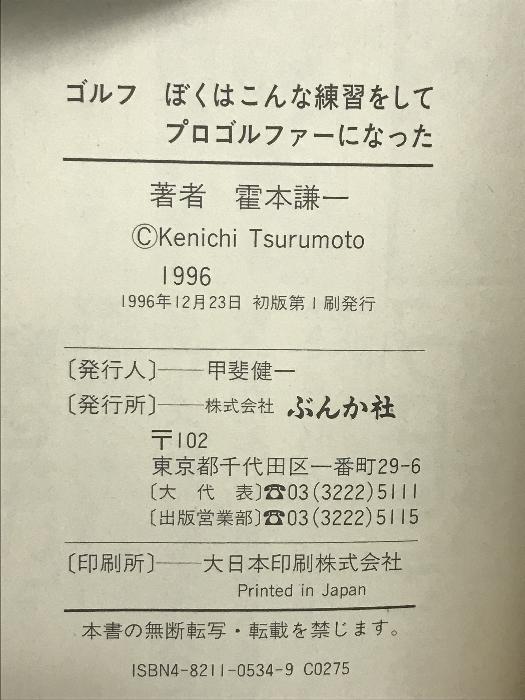 ゴルフ ぼくはこんな練習をして
プロゴルファーになった
著者 霍本謙一
©Kenichi Tsurumoto
1996
1996年12月23日 初版第1刷発行
〔発行人〕――甲斐健一
〔発行所〕――株式会社 ぶんか社
〒102
東京都千代田区一番町29-6
〔大 代 表〕☎03(3222)5111
〔出版営業部〕☎03(3222)5115
〔印刷所〕――大日本印刷株式会社
Printed in Japan
本書の無断転写・転載を禁じます。
ISBN4-8211-0534-9 C0275